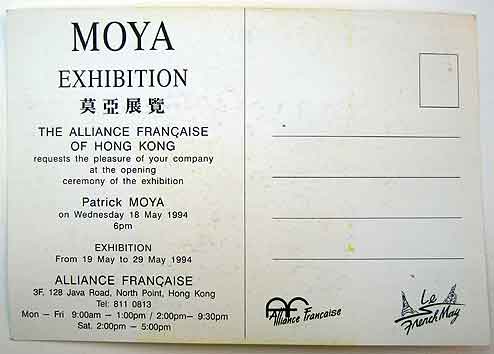 MOYA
EXHIBITION
莫亞展覽
THE ALLIANCE FRANÇAISE
OF HONG KONG
requests the pleasure of your company
at the opening
ceremony of the exhibition
Patrick MOYA
on Wednesday 18 May 1994
6pm
EXHIBITION
From 19 May to 29 May 1994
ALLIANCE FRANÇAISE
3F, 128 Java Road, North Point, Hong Kong
Tel: 811 0813
Mon – Fri 9:00am – 1:00pm / 2:00pm– 9:30pm
Sat. 2:00pm – 5:00pm
AF
Alliance Française
Le
French May